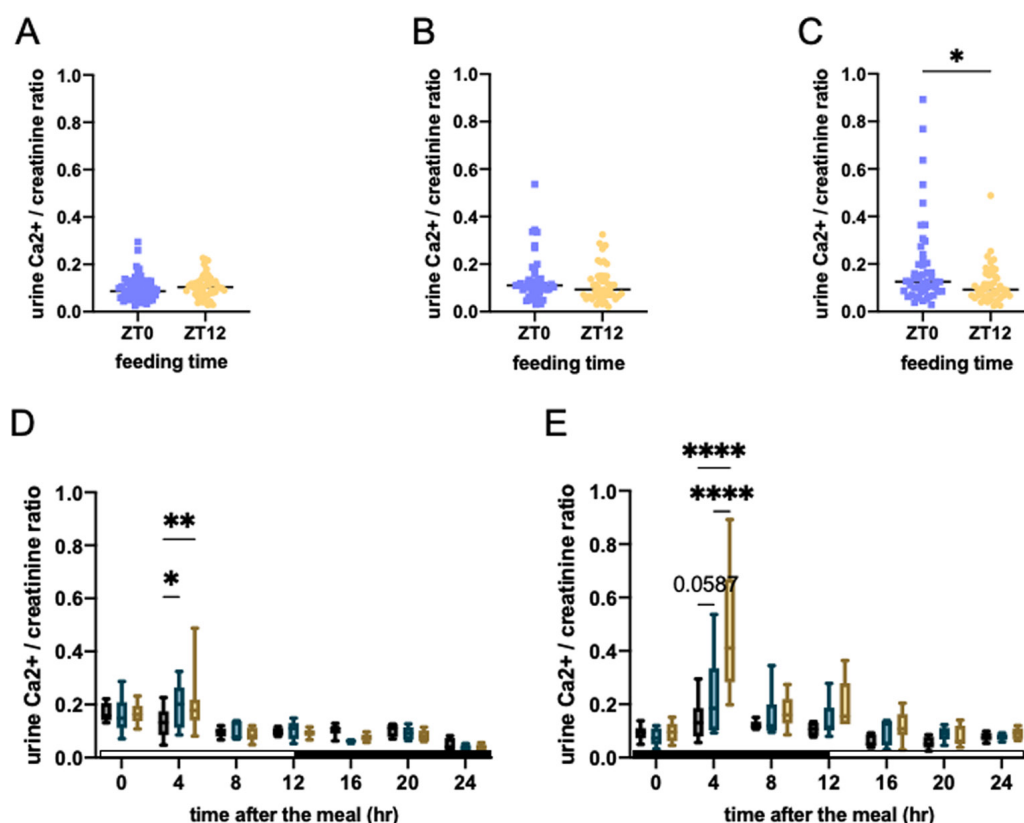 A
urine Ca2+ / creatinine ratio
1.0
0.8
0.6
0.4
0.2
0.0
ZT0 ZT12
feeding time
B
urine Ca2+ / creatinine ratio
1.0
0.8
0.6
0.4
0.2
0.0
ZT0 ZT12
feeding time
C
urine Ca2+ / creatinine ratio
1.0
0.8
0.6
0.4
0.2
0.0
*
ZT0 ZT12
feeding time
D
urine Ca2+ / creatinine ratio
1.0
0.8
0.6
0.4
0.2
0.0
**
*
0 4 8 12 16 20 24
time after the meal (hr)
E
urine Ca2+ / creatinine ratio
1.0
0.8
0.6
0.4
0.2
0.0
****
****
0.0587
0 4 8 12 16 20 24
time after the meal (hr)